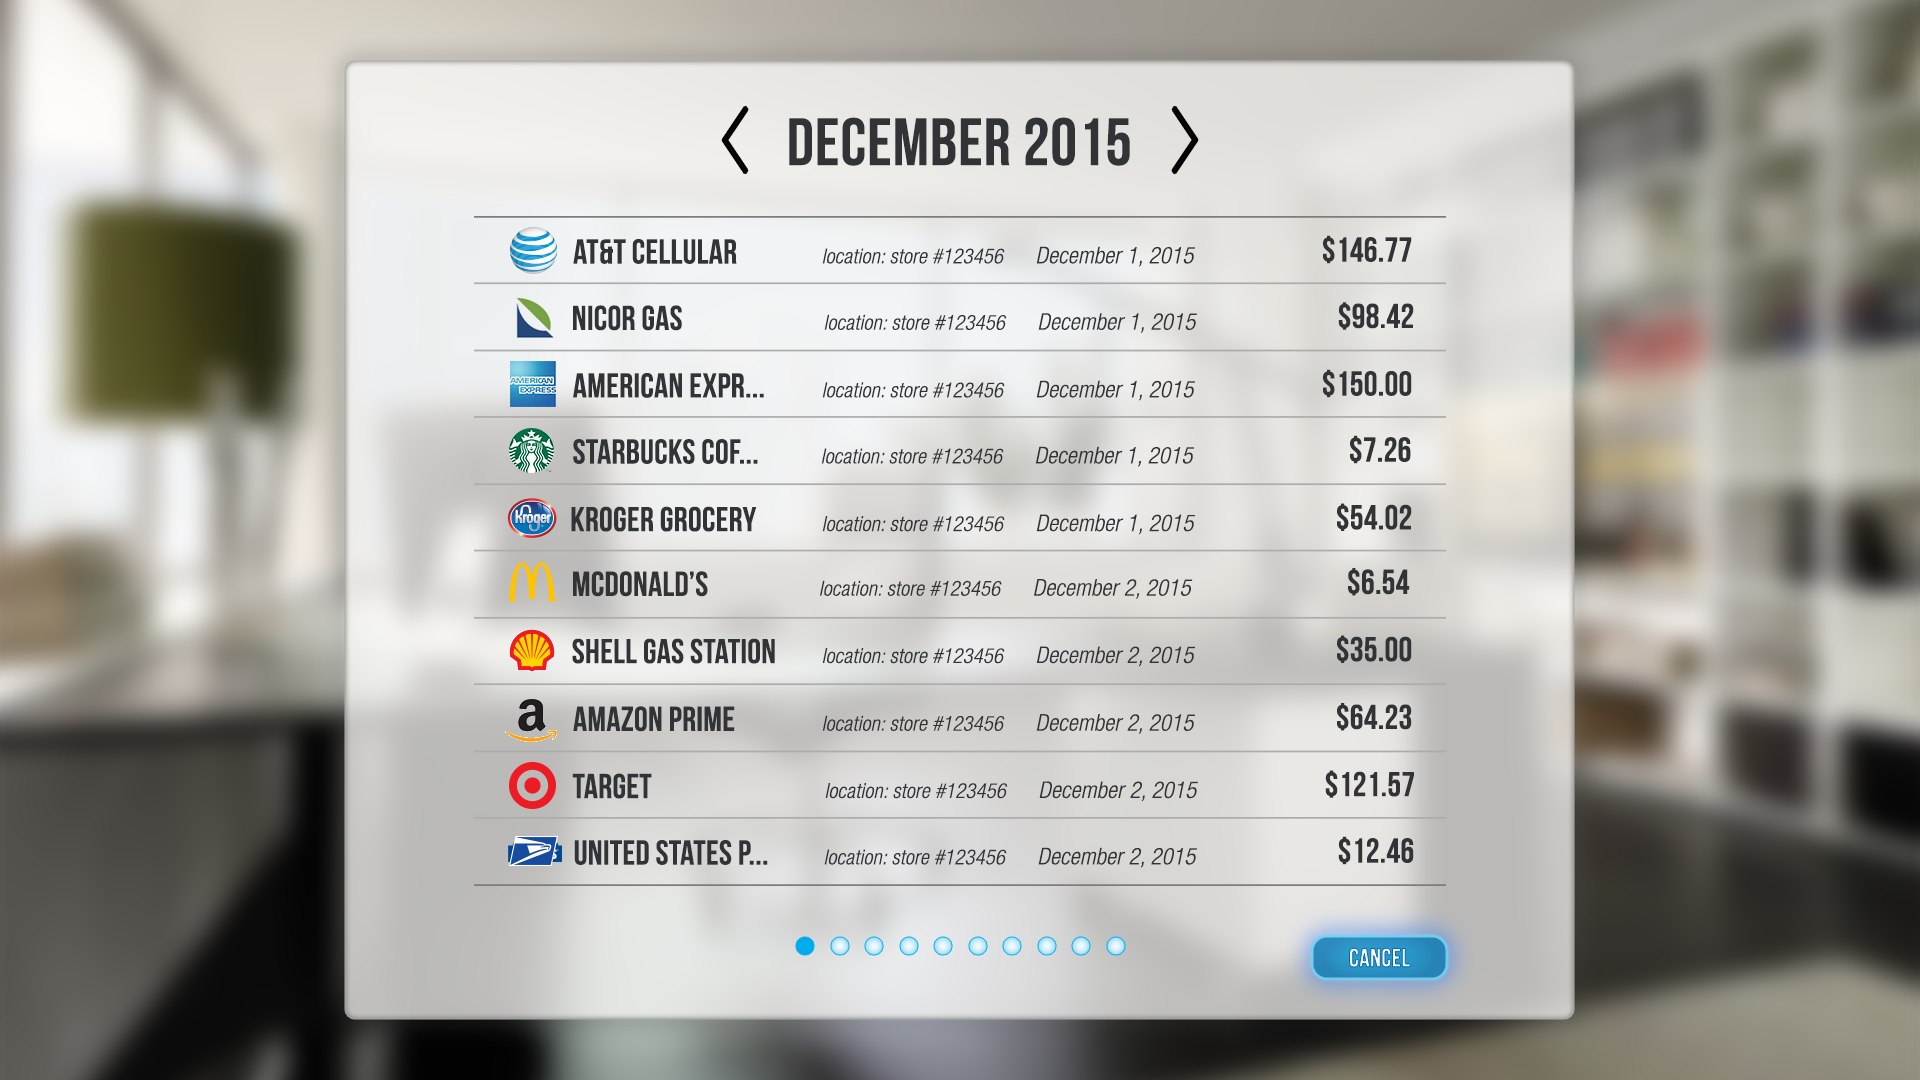 DECEMBER 2015
AT&T CELLULAR location: store #123456 December 1, 2015 $146.77
NICOR GAS location: store #123456 December 1, 2015 $98.42
AMERICAN EXPRESS AMERICAN EXPR... location: store #123456 December 1, 2015 $150.00
STARBUCKS COF... location: store #123456 December 1, 2015 $7.26
Kroger KROGER GROCERY location: store #123456 December 1, 2015 $54.02
MCDONALD'S location: store #123456 December 2, 2015 $6.54
SHELL GAS STATION location: store #123456 December 2, 2015 $35.00
a AMAZON PRIME location: store #123456 December 2, 2015 $64.23
TARGET location: store #123456 December 2, 2015 $121.57
UNITED STATES P... location: store #123456 December 2, 2015 $12.46
CANCEL